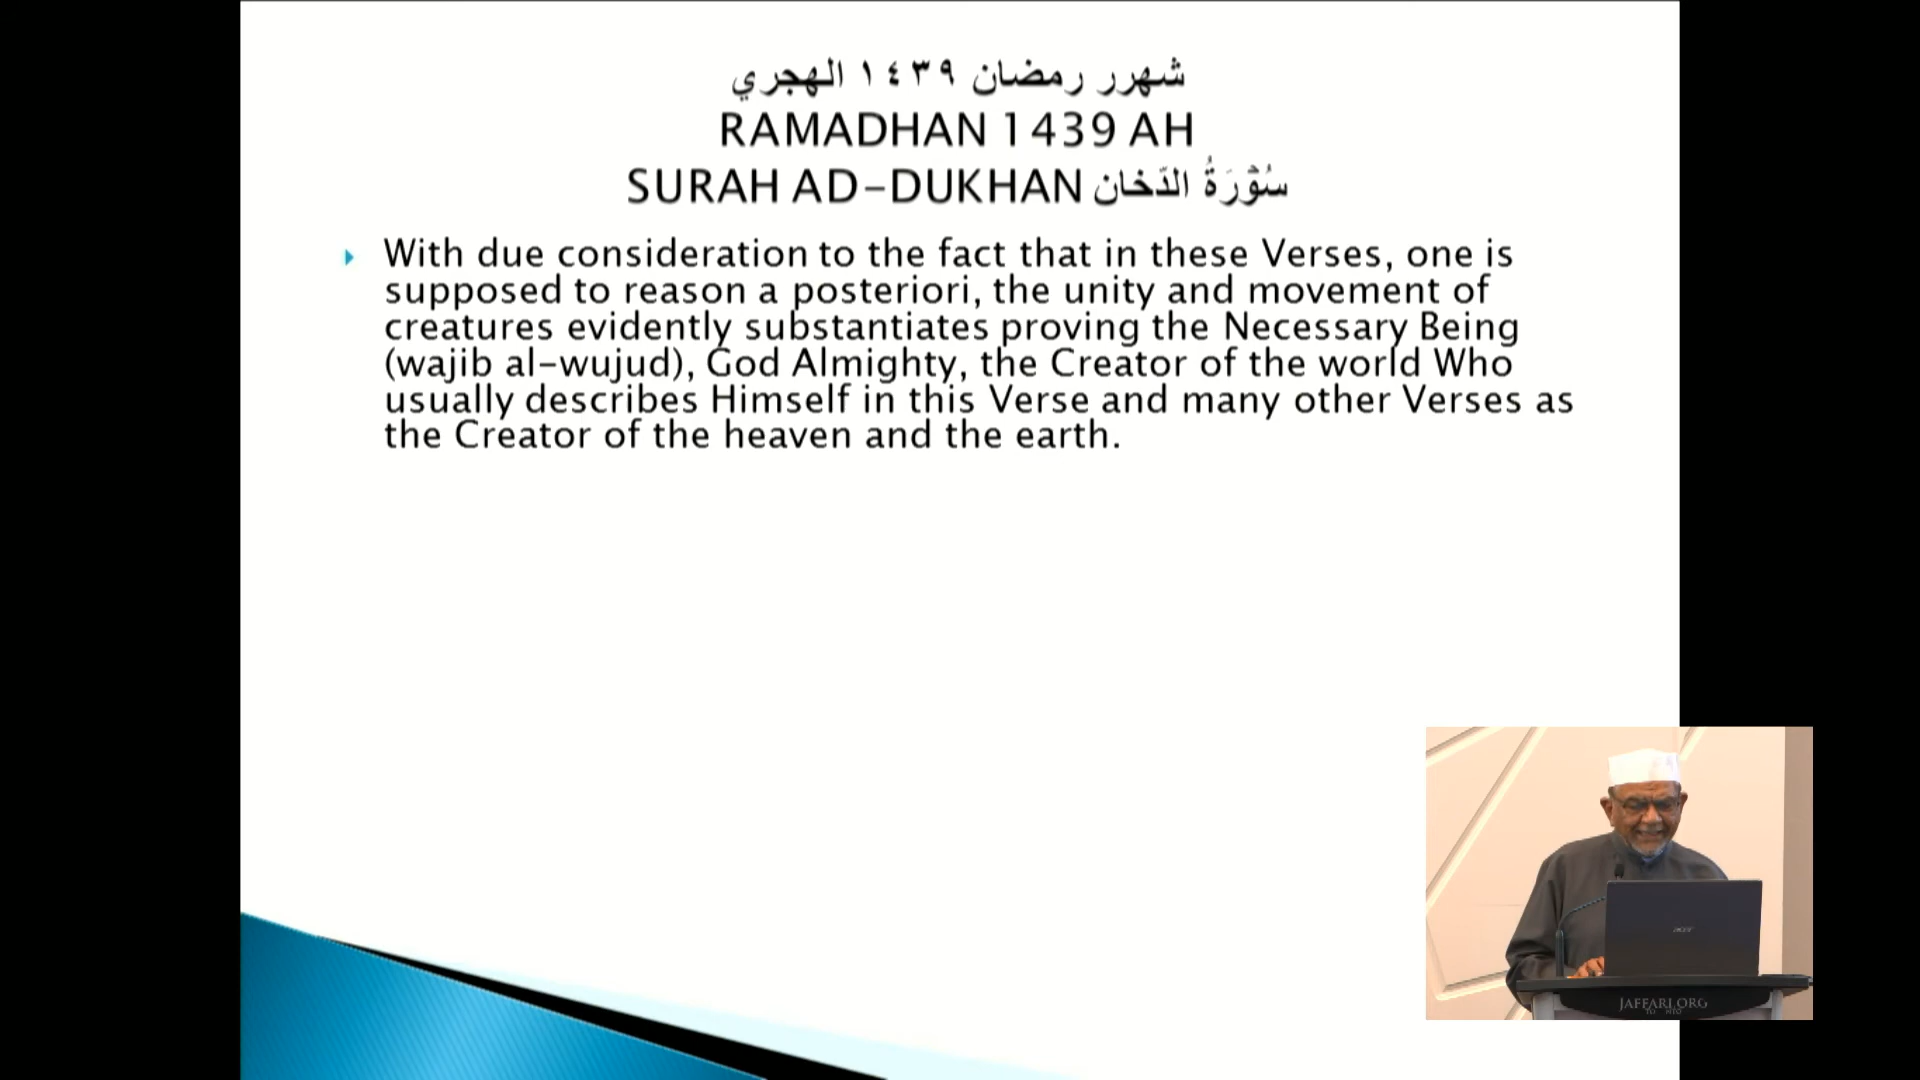 شهرر رمضان ١٤٣٩ الهجري
RAMADHAN 1439 AH
SURAH AD-DUKHAN سُوْرَةُ الدّخان
With due consideration to the fact that in these Verses, one is
supposed to reason a posteriori, the unity and movement of
creatures evidently substantiates proving the Necessary Being
(wajib al-wujud), God Almighty, the Creator of the world Who
usually describes Himself in this Verse and many other Verses as
the Creator of the heaven and the earth.
acer
JAFFARI.ORG